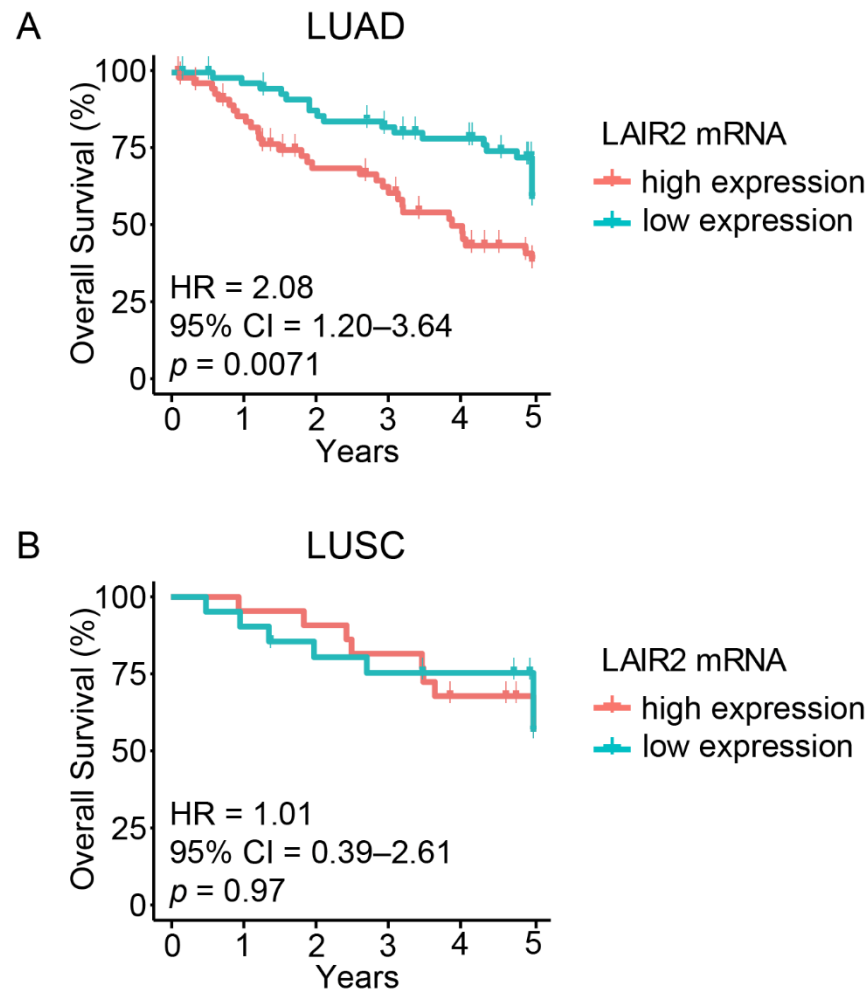 A
LUAD
Overall Survival (%)
100
75
50
25
0
HR = 2.08
95% CI = 1.20–3.64
p = 0.0071
0 1 2 3 4 5
Years
LAIR2 mRNA
high expression
low expression
B
LUSC
Overall Survival (%)
100
75
50
25
0
HR = 1.01
95% CI = 0.39–2.61
p = 0.97
0 1 2 3 4 5
Years
LAIR2 mRNA
high expression
low expression